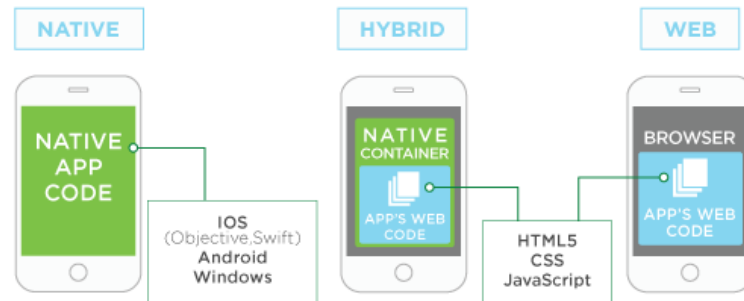 NATIVE
HYBRID
WEB
NATIVE
APP
CODE
IOS
(Objective,Swift)
Android
Windows
NATIVE
CONTAINER
APP'S WEB
CODE
HTML5
CSS
JavaScript
BROWSER
APP'S WEB
CODE